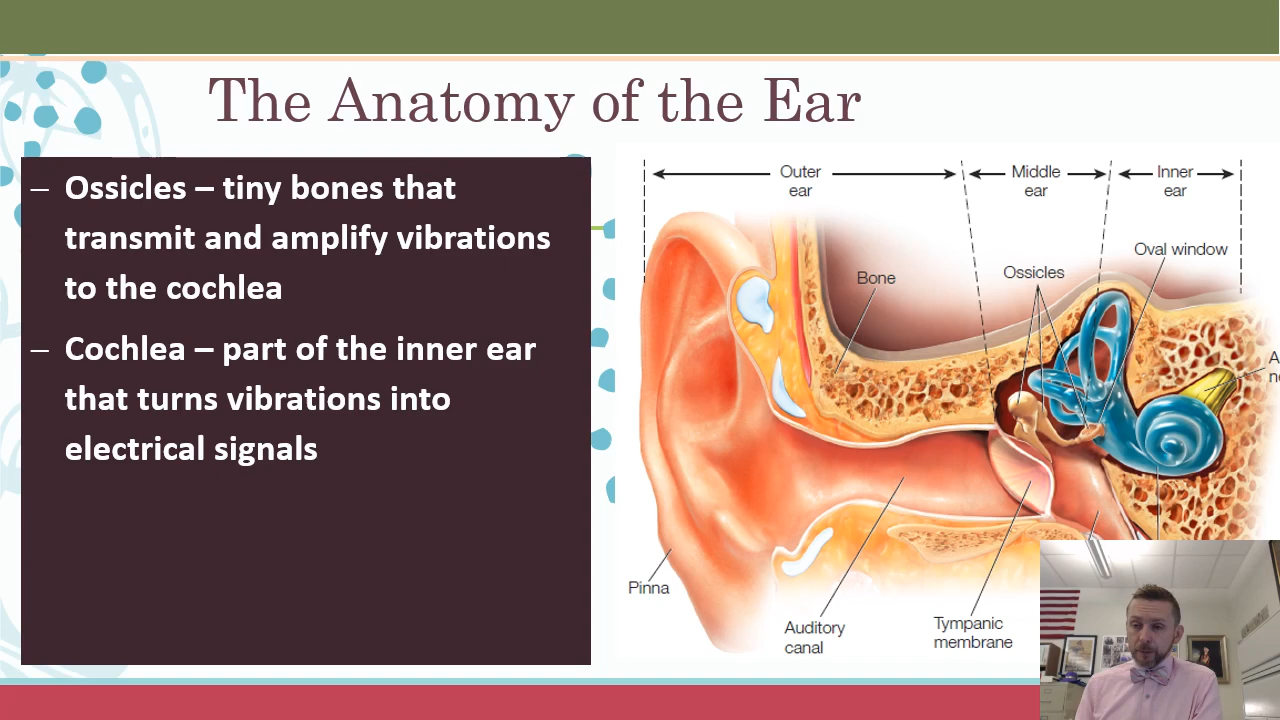 The Anatomy of the Ear
– Ossicles – tiny bones that
transmit and amplify vibrations
to the cochlea
– Cochlea – part of the inner ear
that turns vibrations into
electrical signals
Outer
ear
Middle
ear
Inner
ear
Oval window
Ossicles
Bone
Pinna
Auditory
canal
Tympanic
membrane